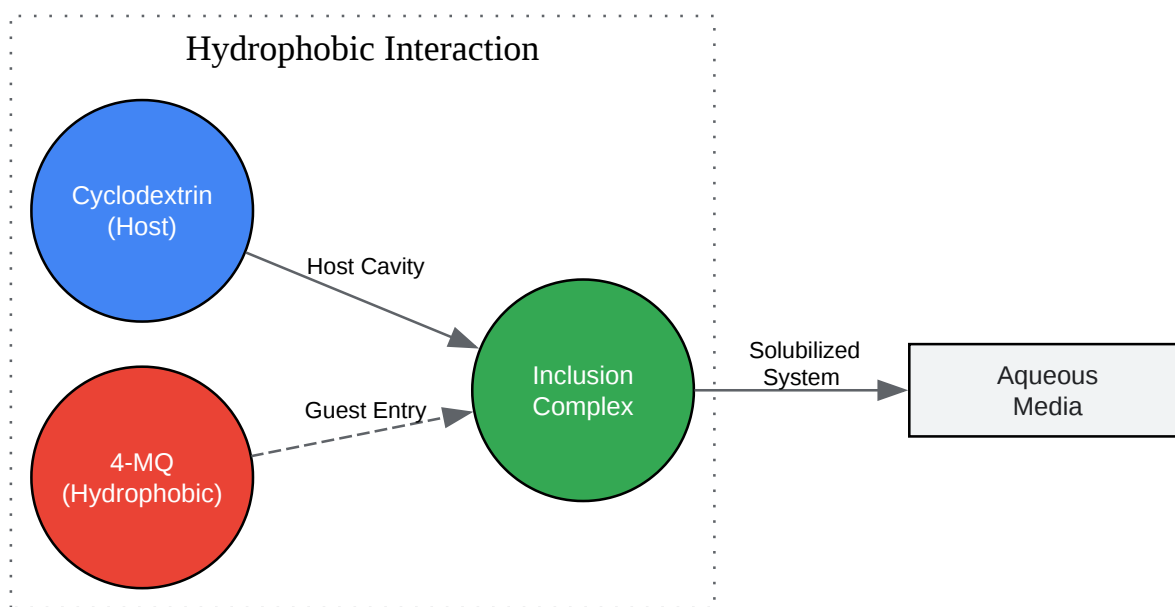 Hydrophobic Interaction
Cyclodextrin
(Host)
Host Cavity
4-MQ
(Hydrophobic)
Guest Entry
Inclusion
Complex
Solubilized
System
Aqueous
Media